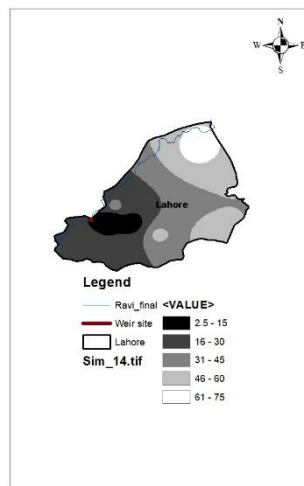 N
W E
S
Lahore
Legend
Ravi_final
Weir site
Lahore
Sim_14.tif
<VALUE>
2.5 - 15
16 - 30
31 - 45
46 - 60
61 - 75